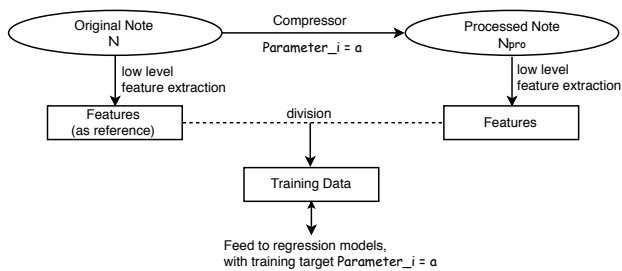 Original Note
N
Compressor
Parameter_i = a
Processed Note
Npro
low level
feature extraction
low level
feature extraction
Features
(as reference)
division
Features
Training Data
Feed to regression models,
with training target Parameter_i = a